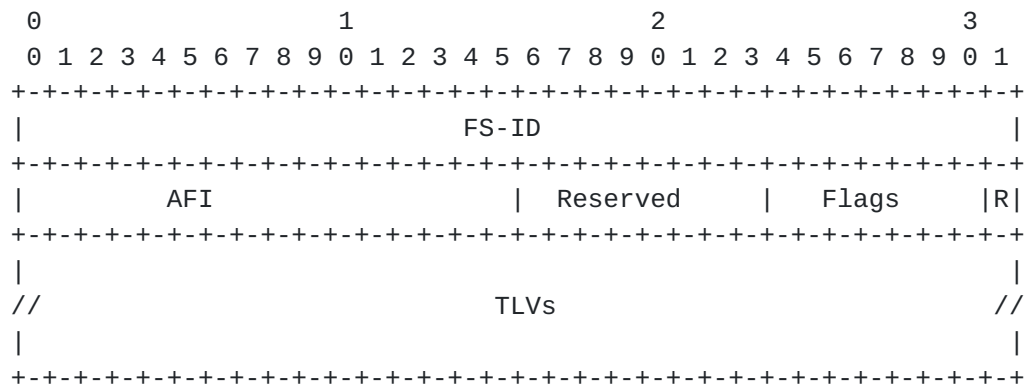 0                   1                   2                   3
 0 1 2 3 4 5 6 7 8 9 0 1 2 3 4 5 6 7 8 9 0 1 2 3 4 5 6 7 8 9 0 1
+-+-+-+-+-+-+-+-+-+-+-+-+-+-+-+-+-+-+-+-+-+-+-+-+-+-+-+-+-+-+-+-+
|                            FS-ID                              |
+-+-+-+-+-+-+-+-+-+-+-+-+-+-+-+-+-+-+-+-+-+-+-+-+-+-+-+-+-+-+-+-+
|         AFI                   |  Reserved     |   Flags     |R|
+-+-+-+-+-+-+-+-+-+-+-+-+-+-+-+-+-+-+-+-+-+-+-+-+-+-+-+-+-+-+-+-+
|                                                               |
//                             TLVs                            //
|                                                               |
+-+-+-+-+-+-+-+-+-+-+-+-+-+-+-+-+-+-+-+-+-+-+-+-+-+-+-+-+-+-+-+-+